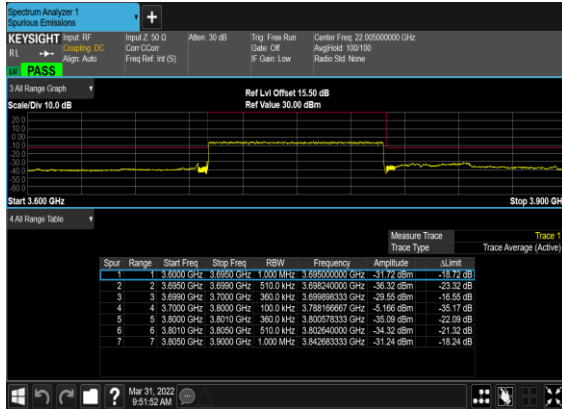 Spectrum Analyzer 1
Spurious Emissions
+
KEYSIGHT Input: RF Input Z: 50 Ω Atten: 30 dB Trig: Free Run Center Freq: 22.005000000 GHz
RL Coupling: DC Corr CCorr Gate: Off Avg|Hold: 100/100
Align: Auto Freq Ref: Int (S) IF Gain: Low Radio Std: None
PASS
3 All Range Graph Ref Lvl Offset 15.50 dB
Scale/Div 10.0 dB Ref Value 30.00 dBm
20.0
10.0
0.00
-10.0
-20.0
-30.0
-40.0
-50.0
-60.0
Start 3.600 GHz Stop 3.900 GH
4 All Range Table
Measure Trace Trace 1
Trace Type Trace Average (Active)
Spur Range Start Freq Stop Freq RBW Frequency Amplitude ΔLimit
1 1 3.6000 GHz 3.6950 GHz 1.000 MHz 3.695000000 GHz -31.72 dBm -18.72 dB
2 2 3.6950 GHz 3.6990 GHz 510.0 kHz 3.698240000 GHz -36.32 dBm -23.32 dB
3 3 3.6990 GHz 3.7000 GHz 360.0 kHz 3.699898333 GHz -29.55 dBm -16.55 dB
4 4 3.7000 GHz 3.8000 GHz 100.0 kHz 3.788166667 GHz -5.166 dBm -35.17 dB
5 5 3.8000 GHz 3.8010 GHz 360.0 kHz 3.800578333 GHz -35.09 dBm -22.09 dB
6 6 3.8010 GHz 3.8050 GHz 510.0 kHz 3.802640000 GHz -34.32 dBm -21.32 dB
7 7 3.8050 GHz 3.9000 GHz 1.000 MHz 3.842683333 GHz -31.24 dBm -18.24 dB
? Mar 31, 2022
9:51:52 AM